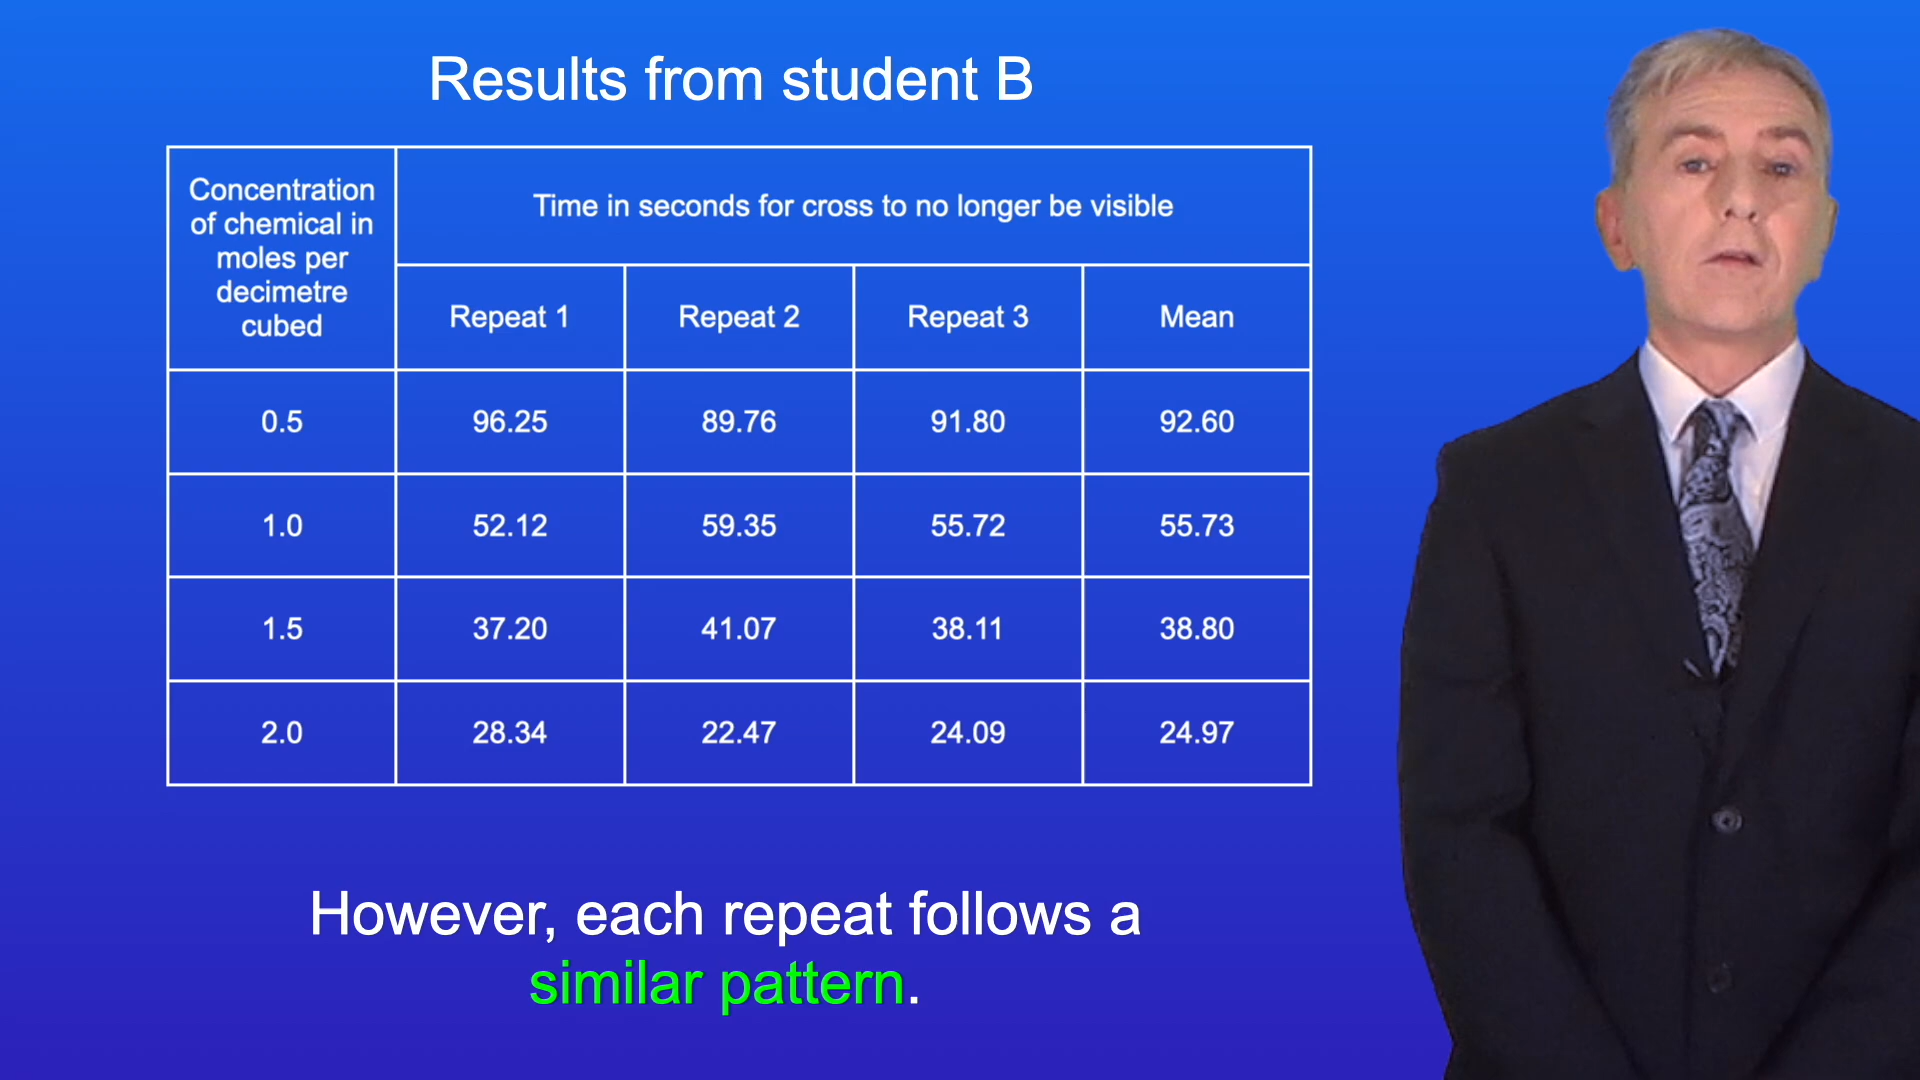 Results from student B
Concentration
of chemical in
moles per
decimetre
cubed
Time in seconds for cross to no longer be visible
Repeat 1 Repeat 2 Repeat 3 Mean
0.5 96.25 89.76 91.80 92.60
1.0 52.12 59.35 55.72 55.73
1.5 37.20 41.07 38.11 38.80
2.0 28.34 22.47 24.09 24.97
However, each repeat follows a
similar pattern.